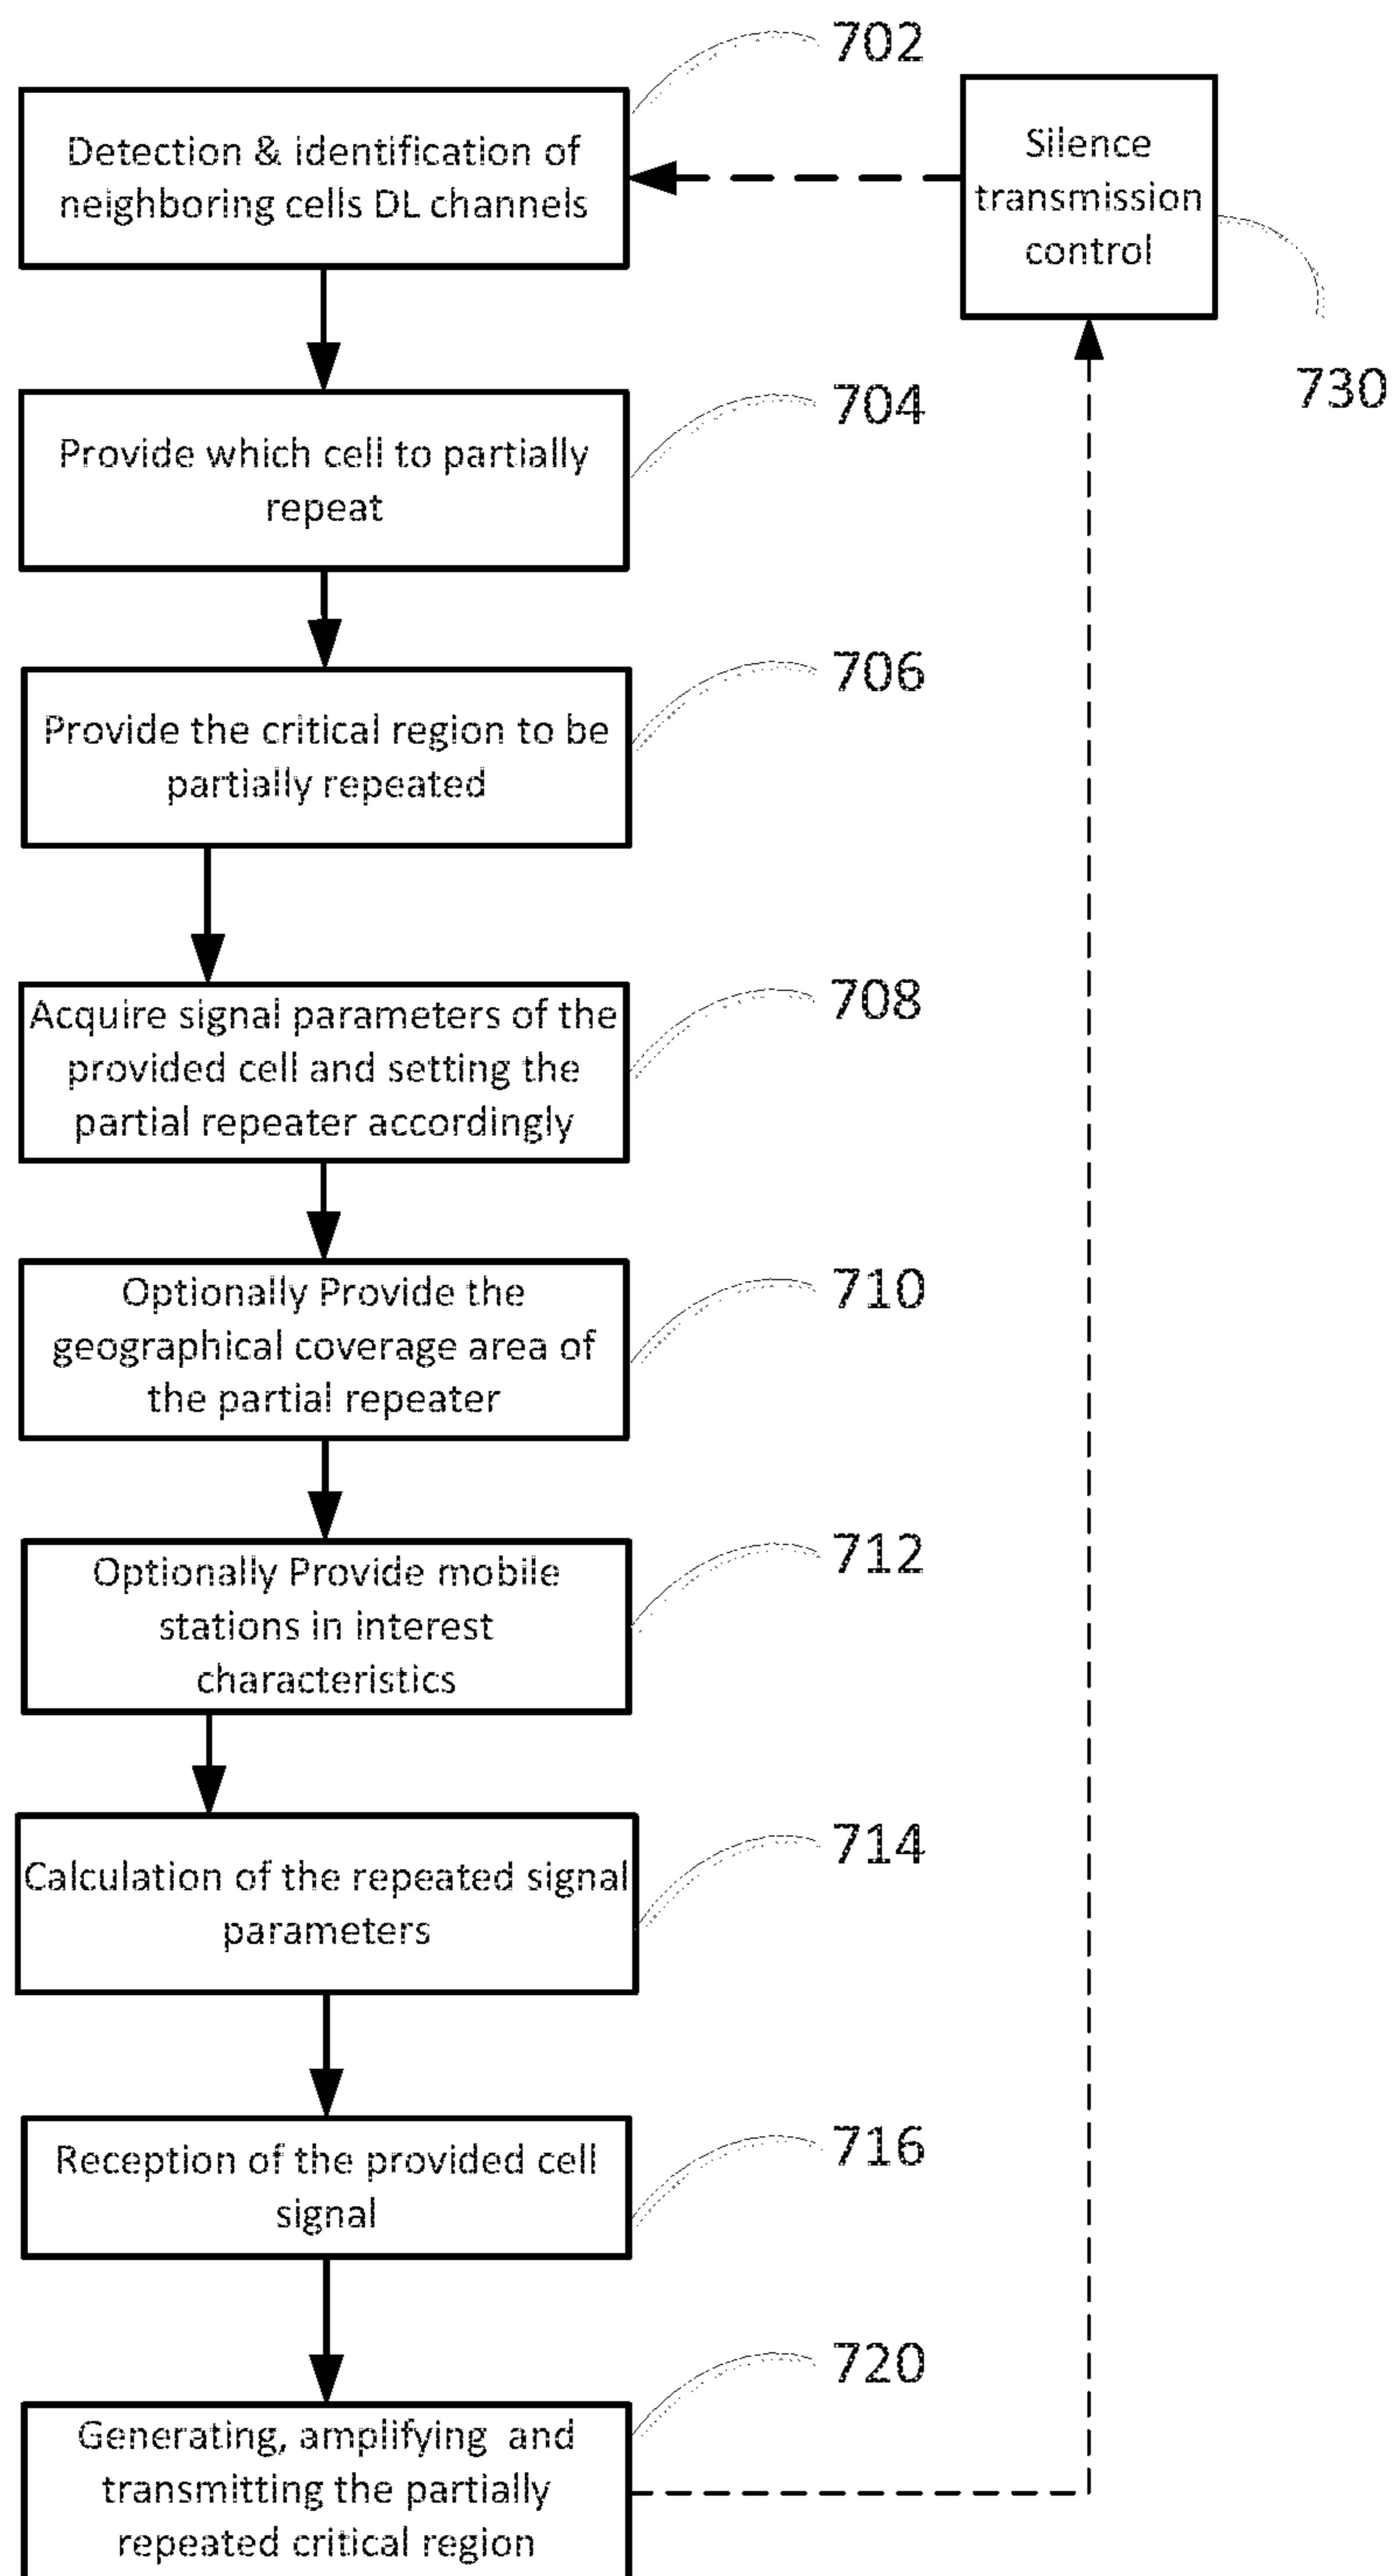 702
Detection & identification of
neighboring cells DL channels
Silence
transmission
control
730
704
Provide which cell to partially
repeat
706
Provide the critical region to be
partially repeated
708
Acquire signal parameters of the
provided cell and setting the
partial repeater accordingly
710
Optionally Provide the
geographical coverage area of
the partial repeater
712
Optionally Provide mobile
stations in interest
characteristics
714
Calculation of the repeated signal
parameters
716
Reception of the provided cell
signal
720
Generating, amplifying and
transmitting the partially
repeated critical region